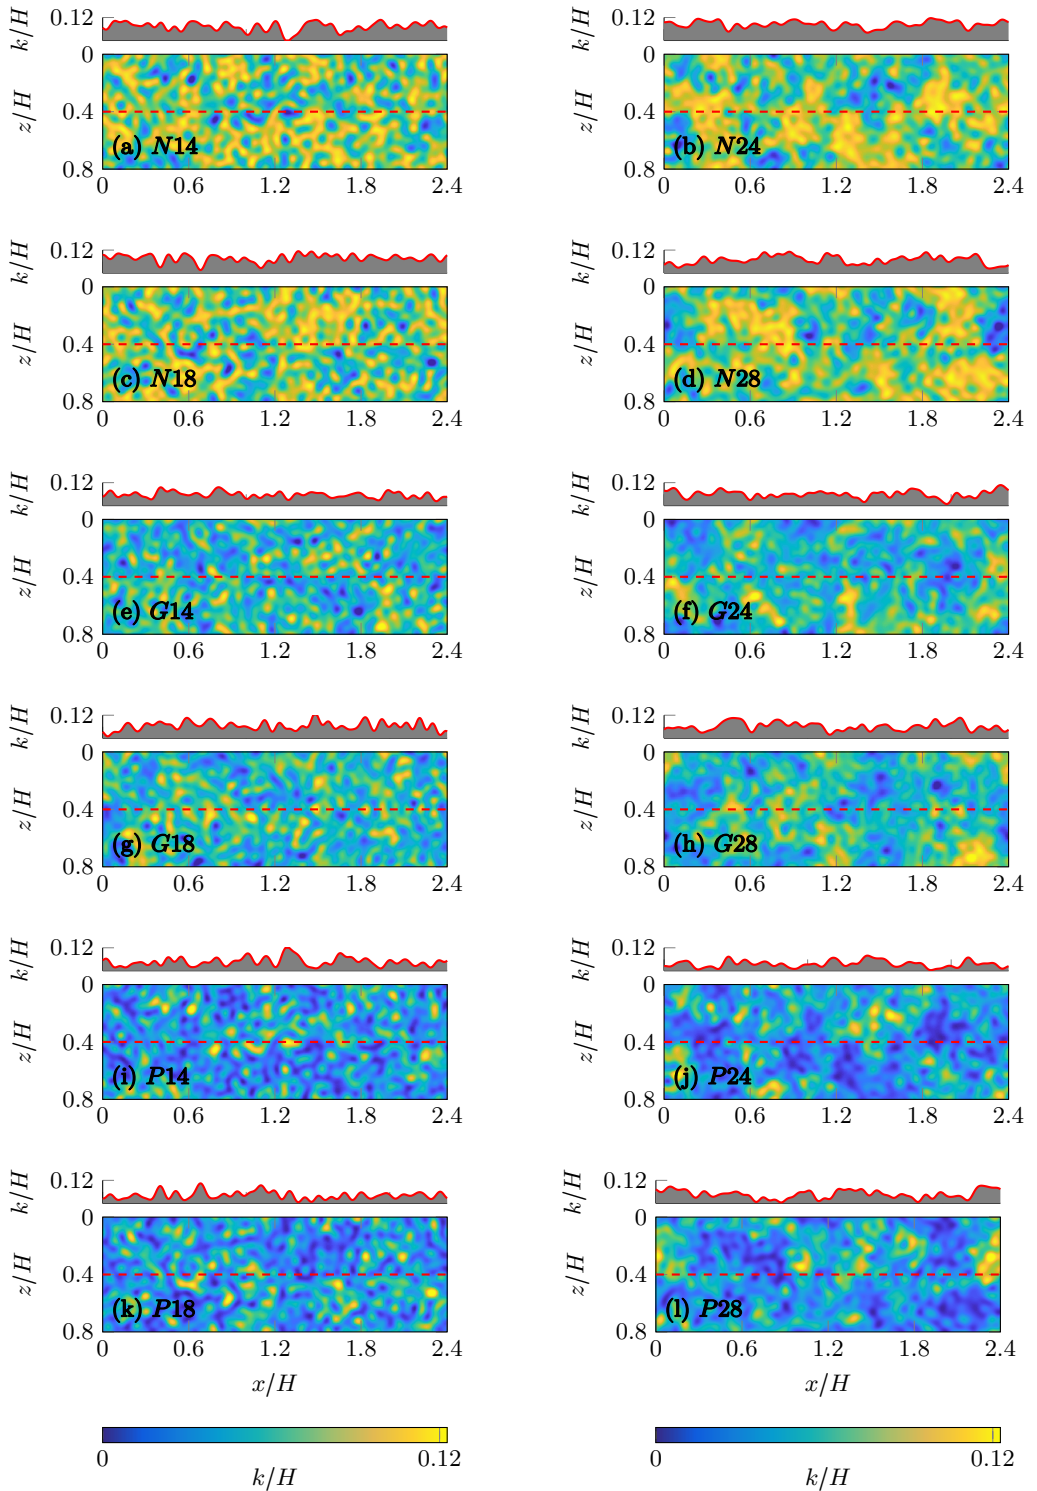 k/H 0.12
z/H 0 0.4 0.8
(a) N14
0 0.6 1.2 1.8 2.4
k/H 0.12
z/H 0 0.4 0.8
(b) N24
0 0.6 1.2 1.8 2.4
k/H 0.12
z/H 0 0.4 0.8
(c) N18
0 0.6 1.2 1.8 2.4
k/H 0.12
z/H 0 0.4 0.8
(d) N28
0 0.6 1.2 1.8 2.4
k/H 0.12
z/H 0 0.4 0.8
(e) G14
0 0.6 1.2 1.8 2.4
k/H 0.12
z/H 0 0.4 0.8
(f) G24
0 0.6 1.2 1.8 2.4
k/H 0.12
z/H 0 0.4 0.8
(g) G18
0 0.6 1.2 1.8 2.4
k/H 0.12
z/H 0 0.4 0.8
(h) G28
0 0.6 1.2 1.8 2.4
k/H 0.12
z/H 0 0.4 0.8
(i) P14
0 0.6 1.2 1.8 2.4
k/H 0.12
z/H 0 0.4 0.8
(j) P24
0 0.6 1.2 1.8 2.4
k/H 0.12
z/H 0 0.4 0.8
(k) P18
0 0.6 1.2 1.8 2.4
x/H
k/H 0.12
z/H 0 0.4 0.8
(l) P28
0 0.6 1.2 1.8 2.4
x/H
0 0.12
k/H
0 0.12
k/H